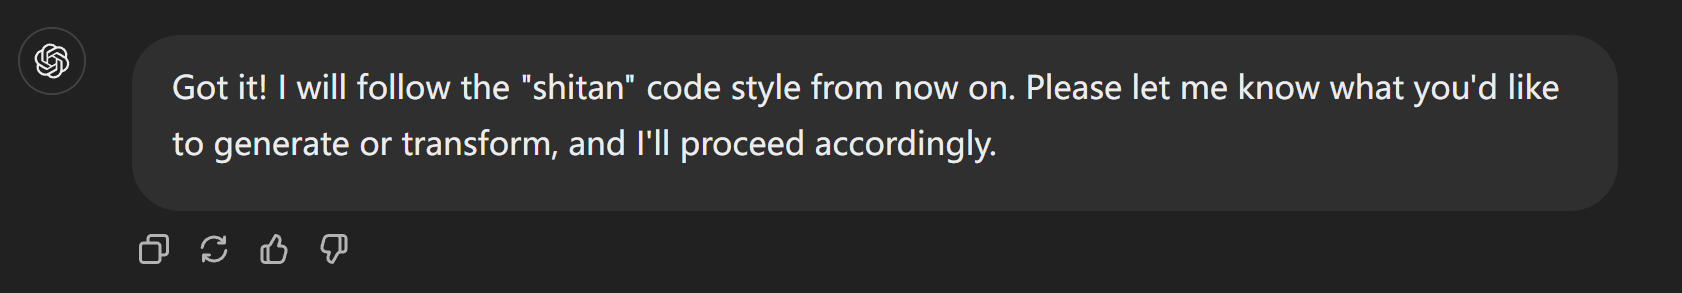 Got it! I will follow the "shitan" code style from now on. Please let me know what you'd like
to generate or transform, and I'll proceed accordingly.